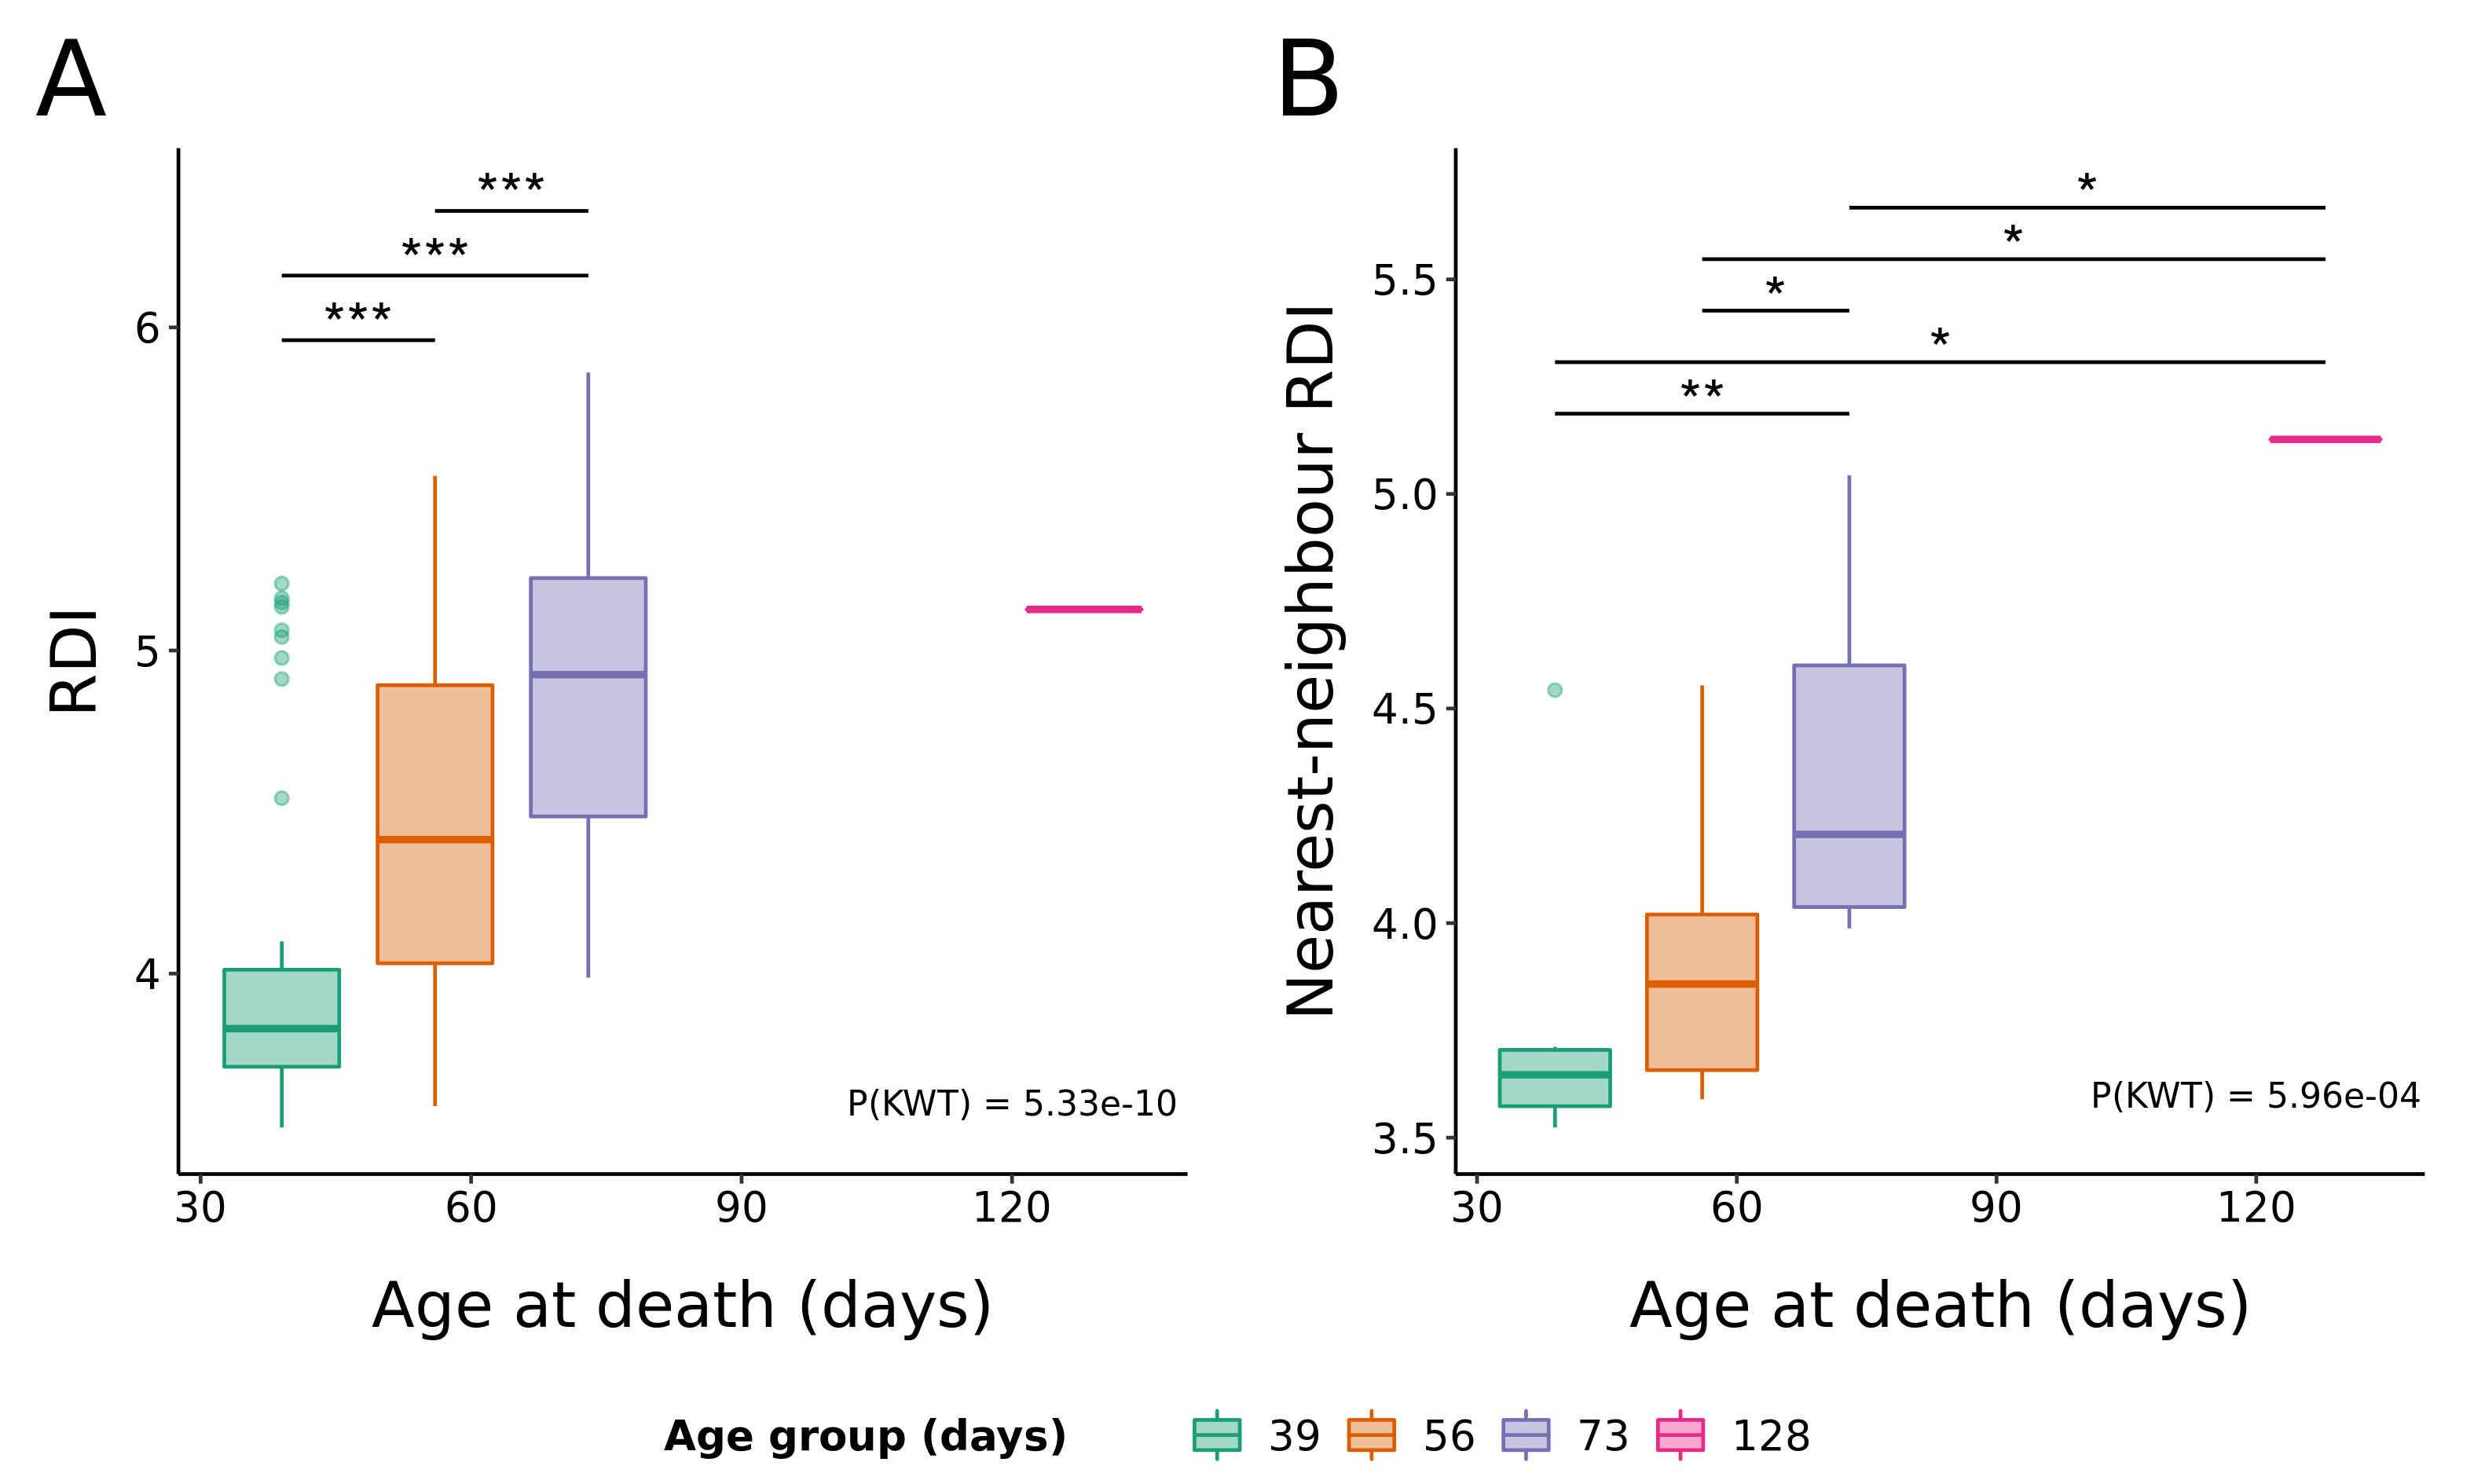 A
B
***
***
***
6
5
4
RDI
P(KWT) = 5.33e-10
30 60 90 120
Age at death (days)
*
*
*
*
**
5.5
5.0
4.5
4.0
3.5
Nearest-neighbour RDI
P(KWT) = 5.96e-04
30 60 90 120
Age at death (days)
Age group (days) 39 56 73 128